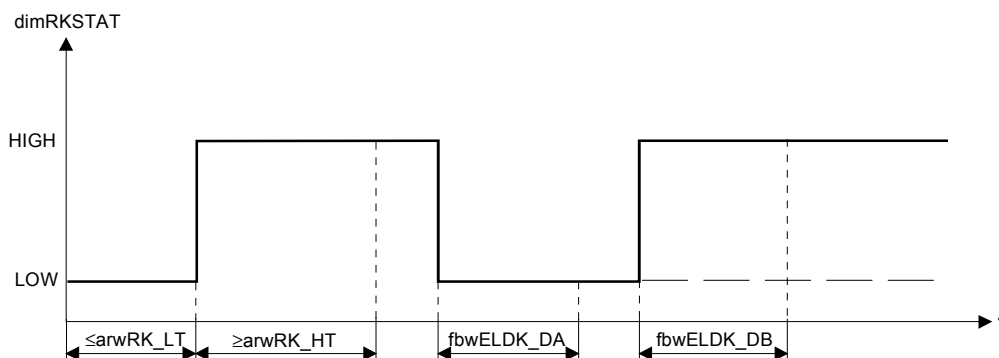 dimRKSTAT
HIGH
LOW
≤arwRK_LT
≥arwRK_HT
fbwELDK_DA
fbwELDK_DB